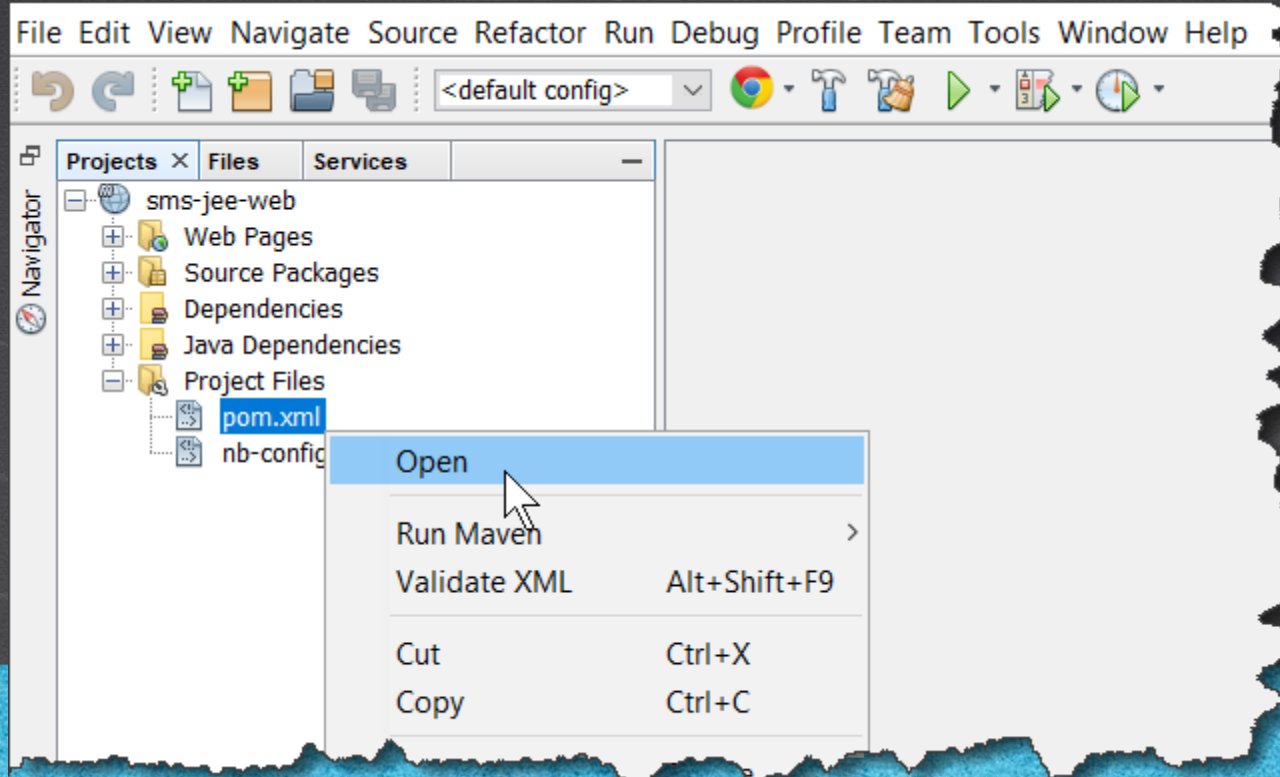 File Edit View Navigate Source Refactor Run Debug Profile Team Tools Window Help
<default config>
Projects Files Services
Navigator
sms-jee-web
Web Pages
Source Packages
Dependencies
Java Dependencies
Project Files
pom.xml
nb-config
Open
Run Maven
Validate XML Alt+Shift+F9
Cut Ctrl+X
Copy Ctrl+C